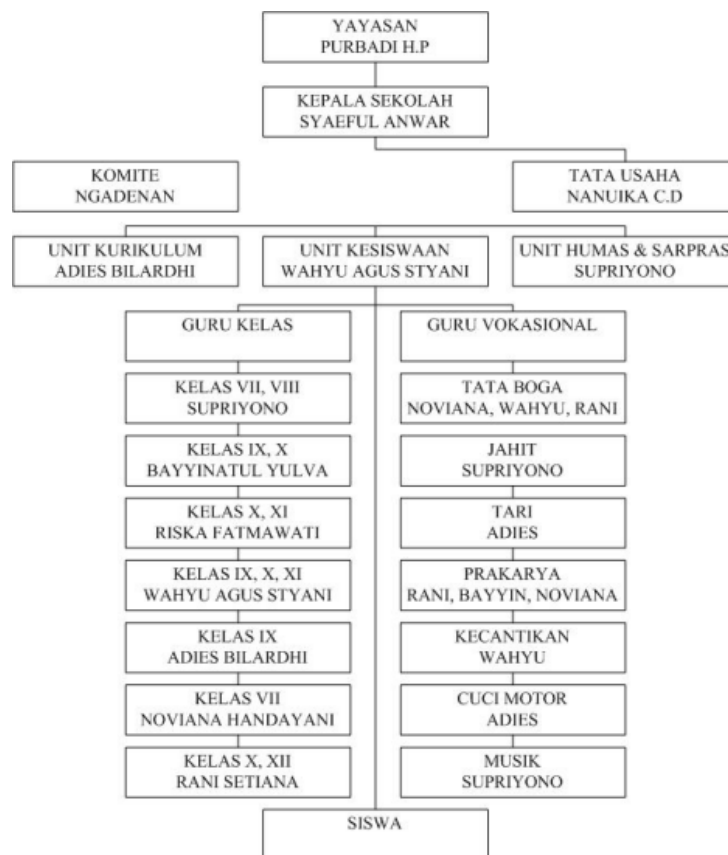 YAYASAN
PURBADI H.P
KEPALA SEKOLAH
SYAEFUL ANWAR
KOMITE
NGADENAN
TATA USAHA
NANUIKA C.D
UNIT KURIKULUM
ADIES BILARDHI
UNIT KESISWAAN
WAHYU AGUS STYANI
UNIT HUMAS & SARPRAS
SUPRIYONO
GURU KELAS
KELAS VII, VIII
SUPRIYONO
KELAS IX, X
BAYYINATUL YULVA
KELAS X, XI
RISKA FATMAWATI
KELAS IX, X, XI
WAHYU AGUS STYANI
KELAS IX
ADIES BILARDHI
KELAS VII
NOVIANA HANDAYANI
KELAS X, XII
RANI SETIANA
GURU VOKASIONAL
TATA BOGA
NOVIANA, WAHYU, RANI
JAHIT
SUPRIYONO
TARI
ADIES
PRAKARYA
RANI, BAYYIN, NOVIANA
KECANTIKAN
WAHYU
CUCI MOTOR
ADIES
MUSIK
SUPRIYONO
SISWA